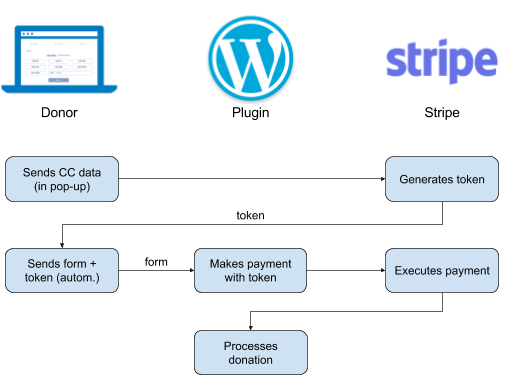 stripe
Donor
Plugin
Stripe
Sends CC data
(in pop-up)
Generates token
token
Sends form +
token (autom.)
form
Makes payment
with token
Executes payment
Processes
donation